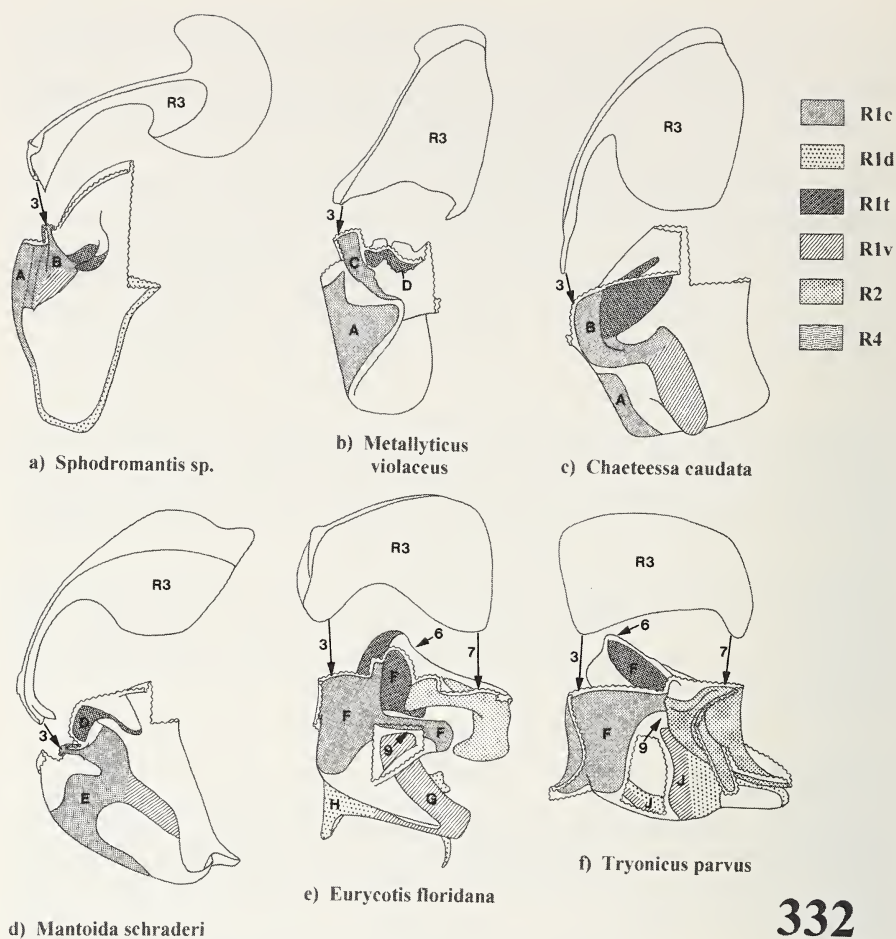 R3
3
A
B
a) Sphodromantis sp.
R3
3
C
D
A
b) Metallyticus
violaceus
R3
3
B
A
c) Chaeteessa caudata
R1c
R1d
R1t
R1v
R2
R4
R3
3
D
E
d) Mantoida schraderi
R3
3
6
7
F
F
F
9
G
H
e) Eurycotis floridana
R3
3
6
7
F
F
9
J
J
f) Tryonicus parvus
332